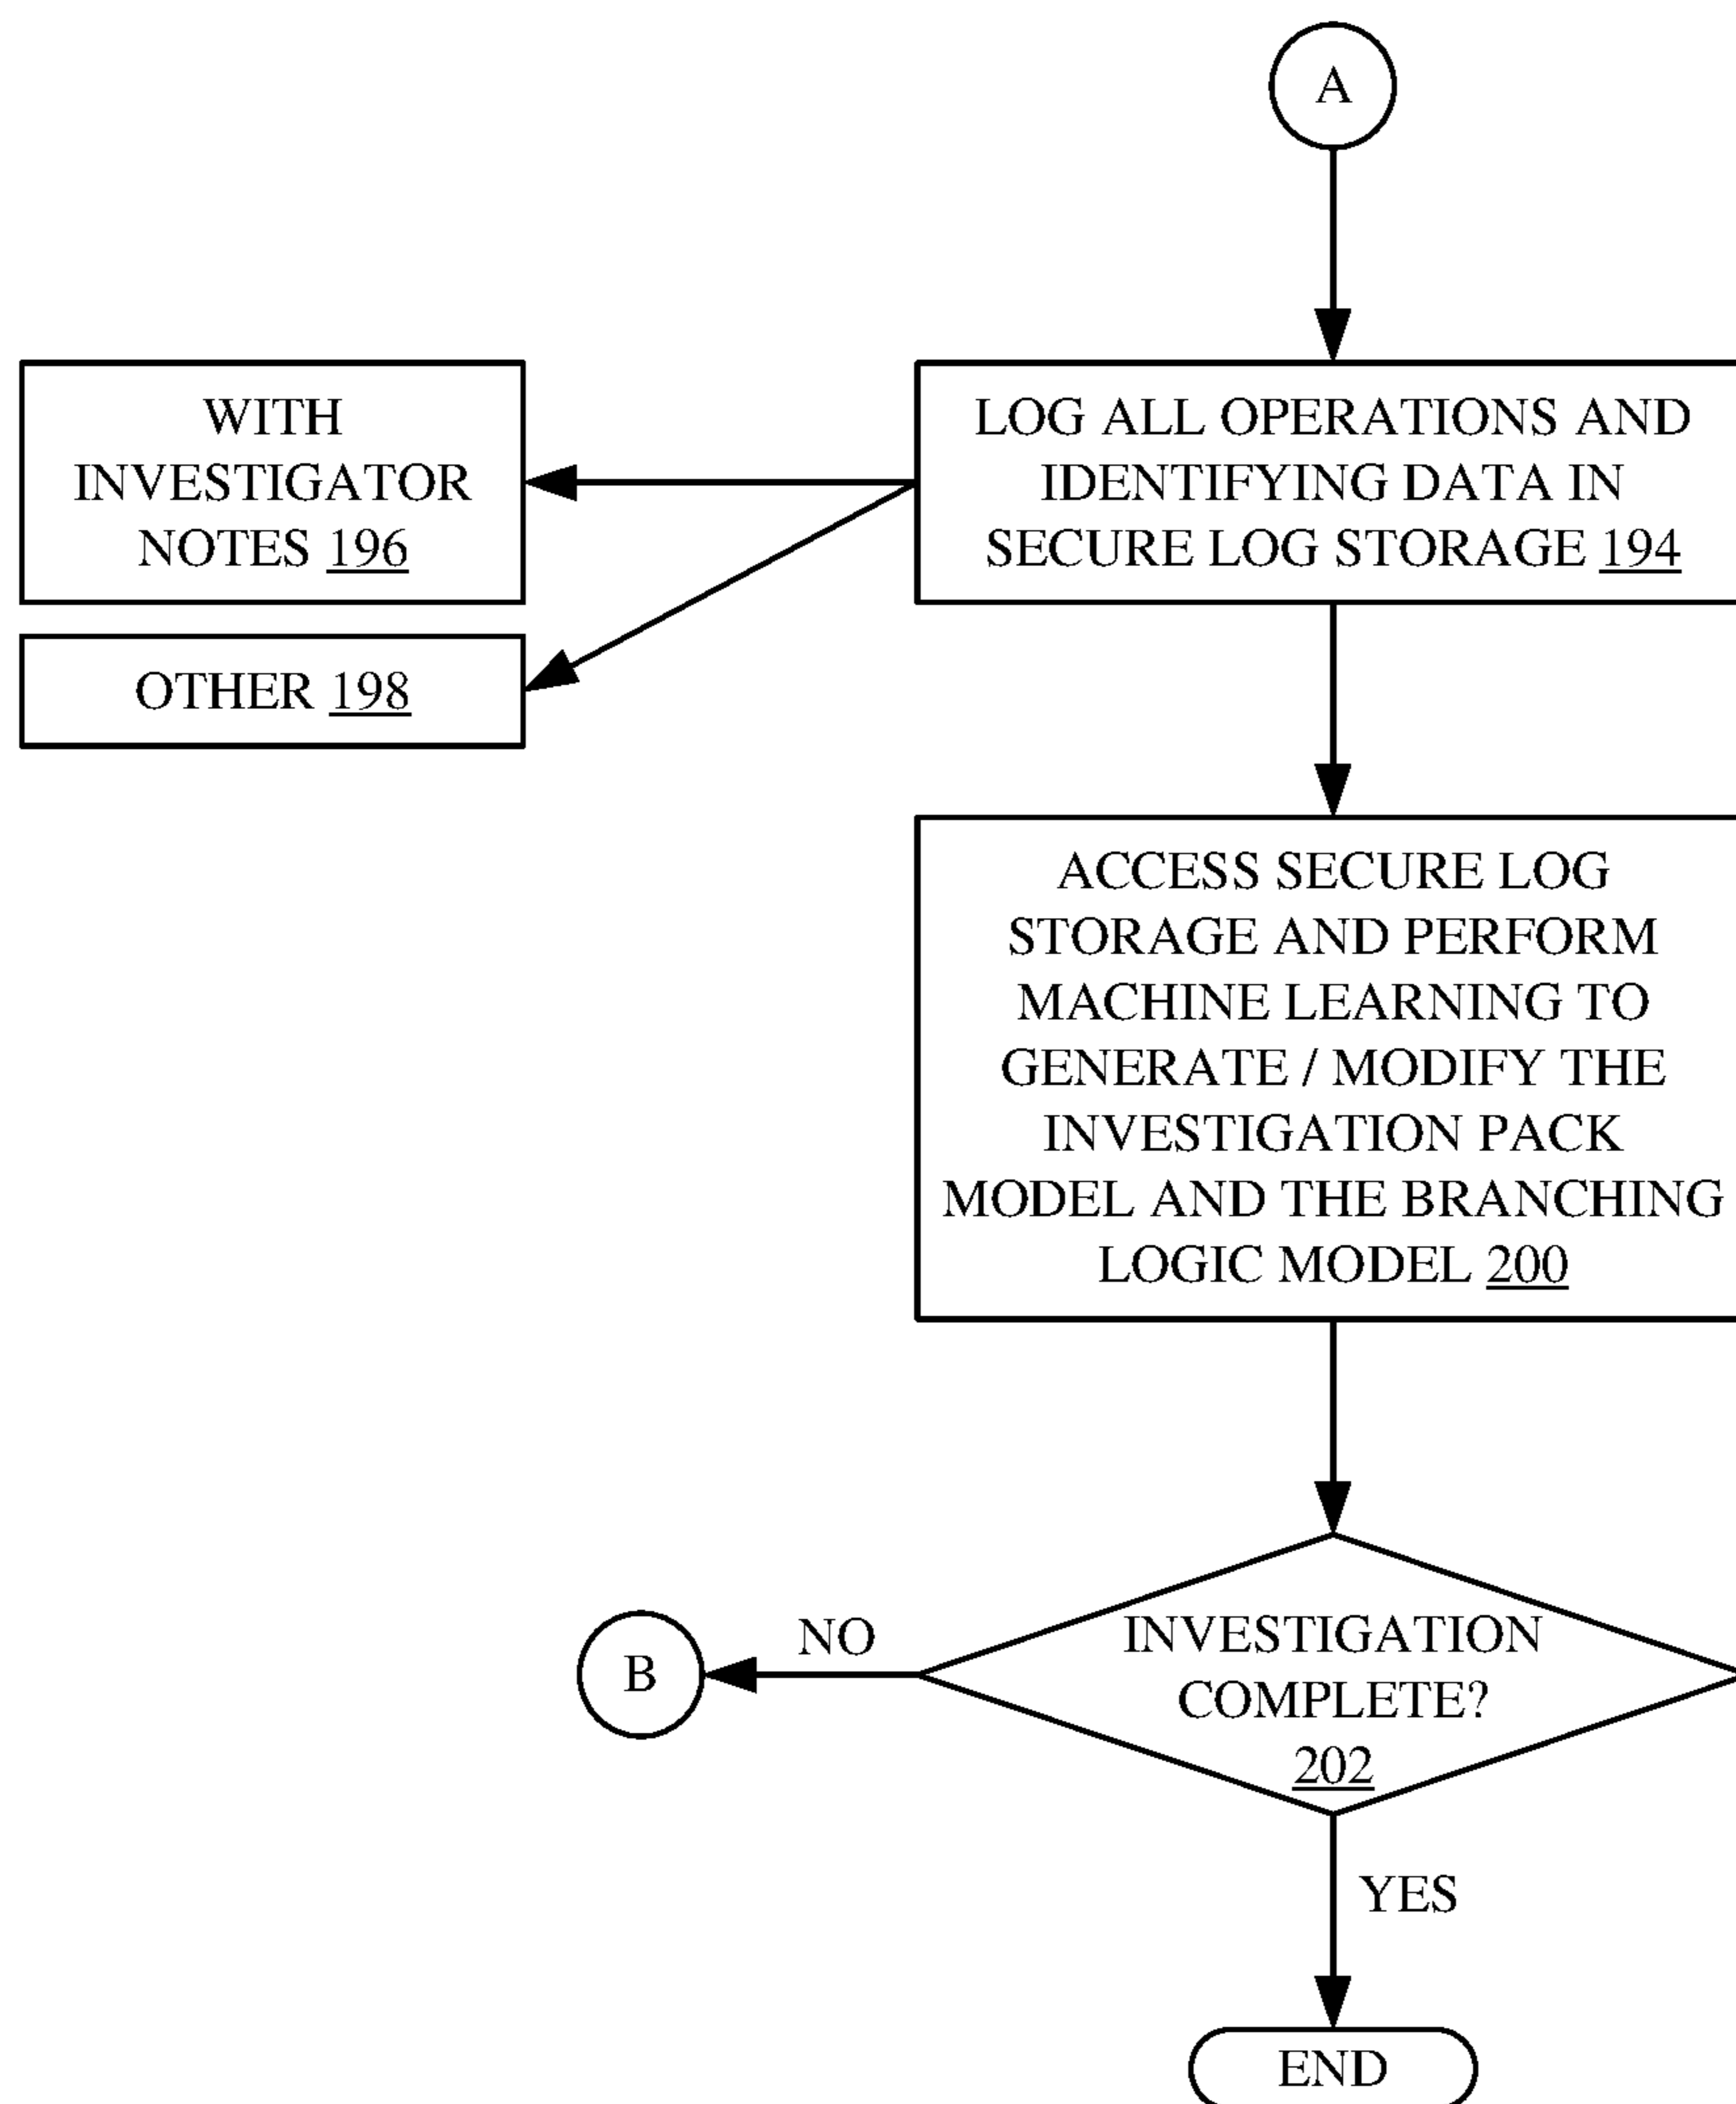 A
LOG ALL OPERATIONS AND
IDENTIFYING DATA IN
SECURE LOG STORAGE 194
WITH
INVESTIGATOR
NOTES 196
OTHER 198
ACCESS SECURE LOG
STORAGE AND PERFORM
MACHINE LEARNING TO
GENERATE / MODIFY THE
INVESTIGATION PACK
MODEL AND THE BRANCHING
LOGIC MODEL 200
INVESTIGATION
COMPLETE?
202
NO
B
YES
END